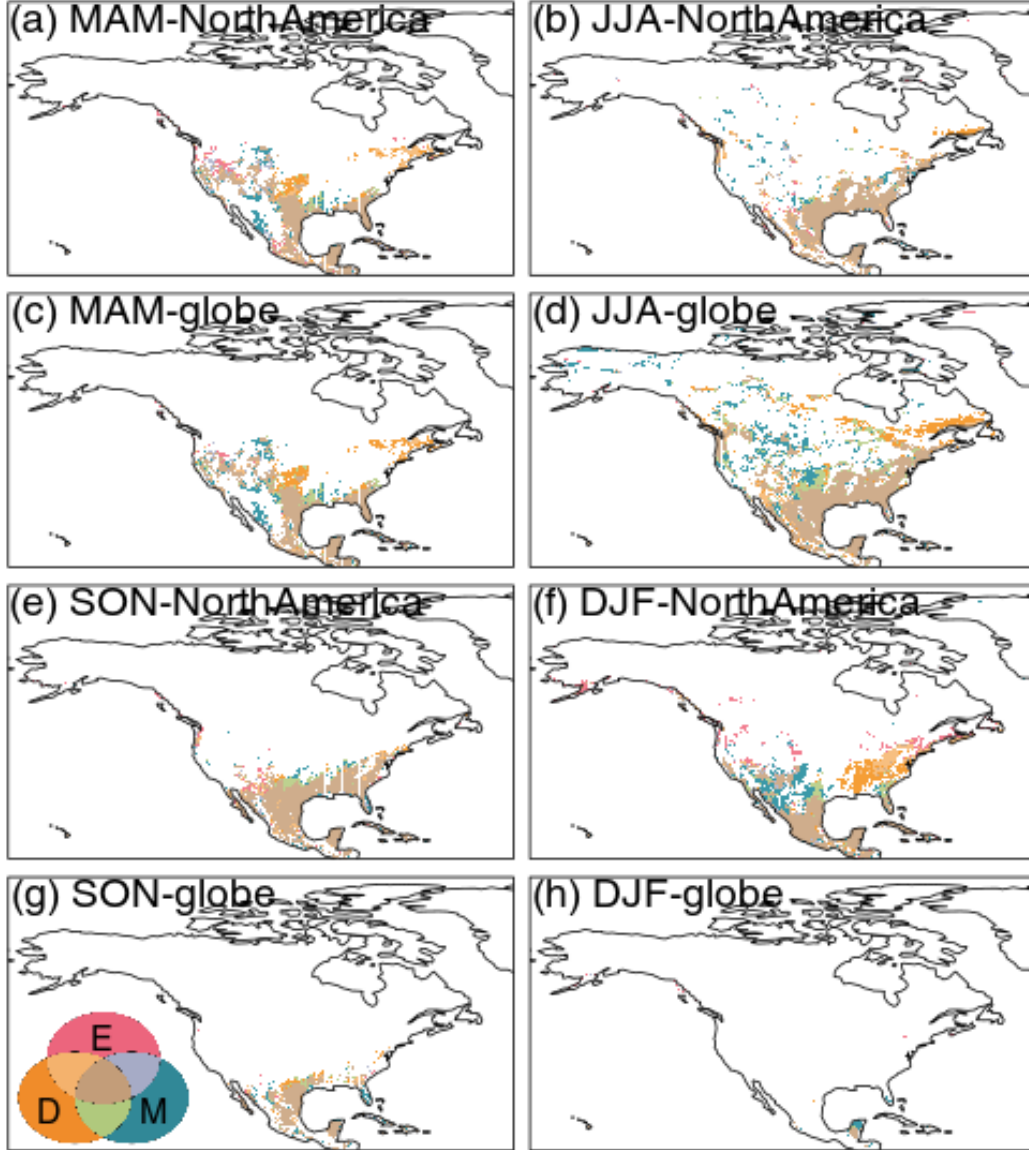 (a) MAM-NorthAmerica
(b) JJA-NorthAmerica
(c) MAM-globe
(d) JJA-globe
(e) SON-NorthAmerica
(f) DJF-NorthAmerica
(g) SON-globe
(h) DJF-globe
E
D
M